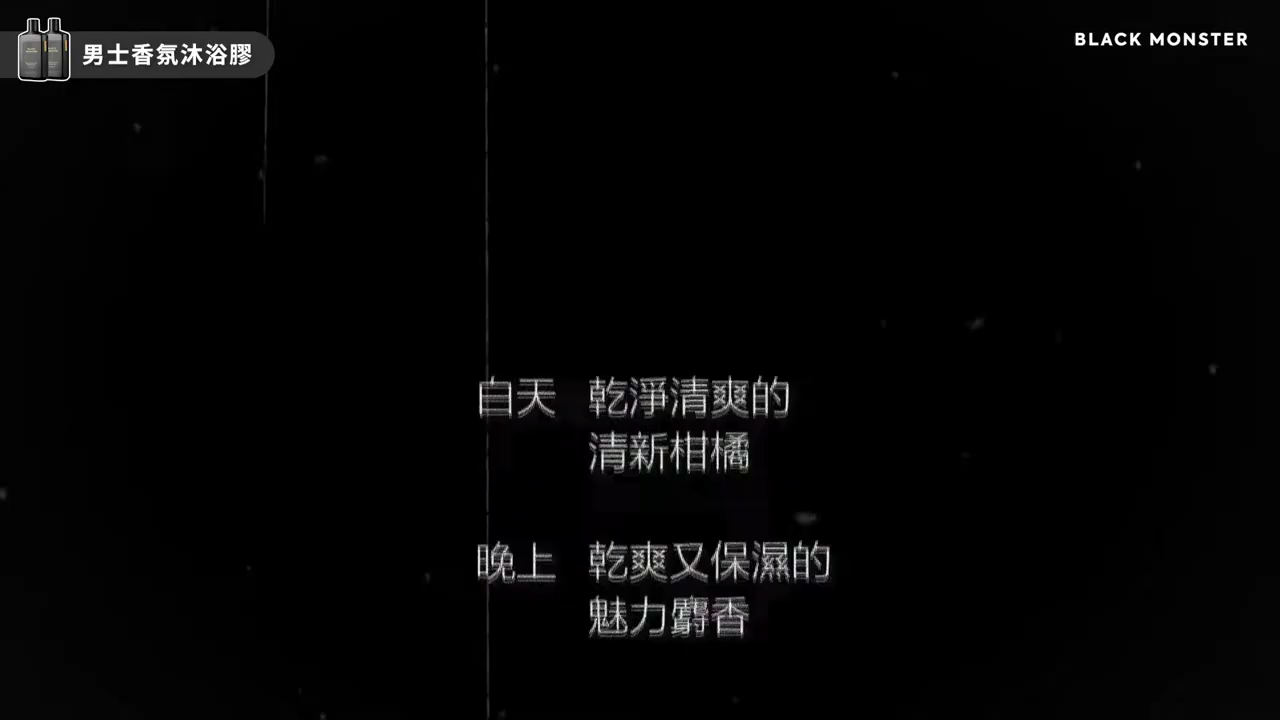 男士香氛沐浴膠
BLACK MONSTER
白天 乾淨清爽的
清新柑橘
晚上 乾爽又保濕的
魅力麝香